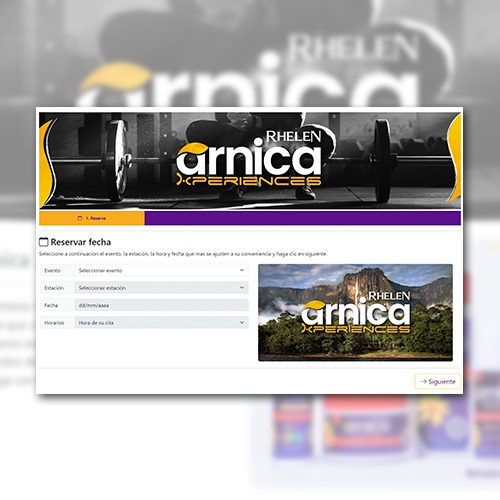 RHELEN
arnica
RHELEN
arnica
XPERIENCES
1. Reserva
Reservar fecha
Seleccione a continuación el evento, la estación, la hora y fecha que mas se ajusten a su conveniencia y haga clic en siguiente.
Evento Seleccionar evento
Estación Seleccionar estación
Fecha dd/mm/aaaa
Horarios Hora de su cita
RHELEN
arnica
XPERIENCES
Siguiente